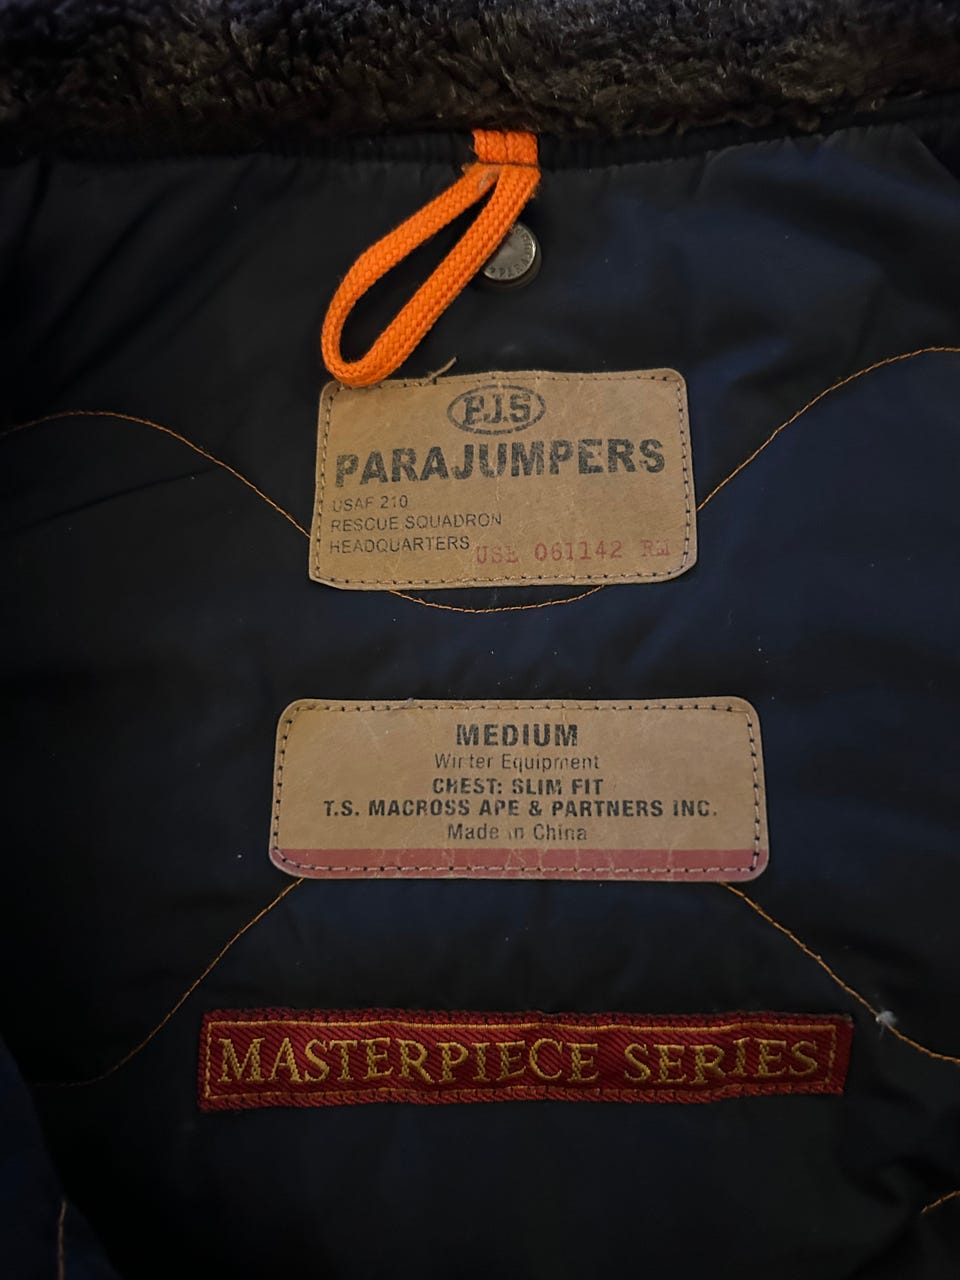 P.J.S
PARAJUMPERS
USAF 210
RESCUE SQUADRON
HEADQUARTERS
USE 061142 RM
MEDIUM
Winter Equipment
CHEST: SLIM FIT
T.S. MACROSS APE & PARTNERS INC.
Made in China
MASTERPIECE SERIES